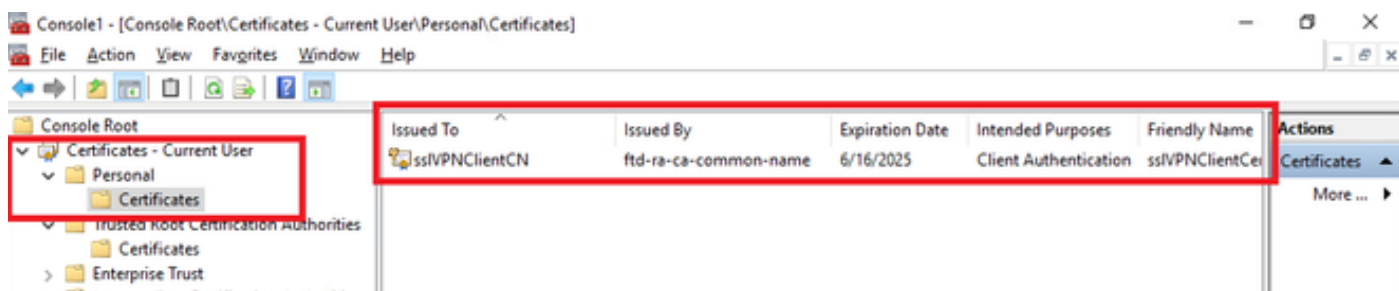 Console1 - [Console Root\Certificates - Current User\Personal\Certificates]
File Action View Favorites Window Help
Console Root
Certificates - Current User
Personal
Certificates
Trusted Root Certification Authorities
Certificates
Enterprise Trust
Issued To Issued By Expiration Date Intended Purposes Friendly Name
sslVPNClientCN ftd-ra-ca-common-name 6/16/2025 Client Authentication sslVPNClientCer
Actions
Certificates
More ...